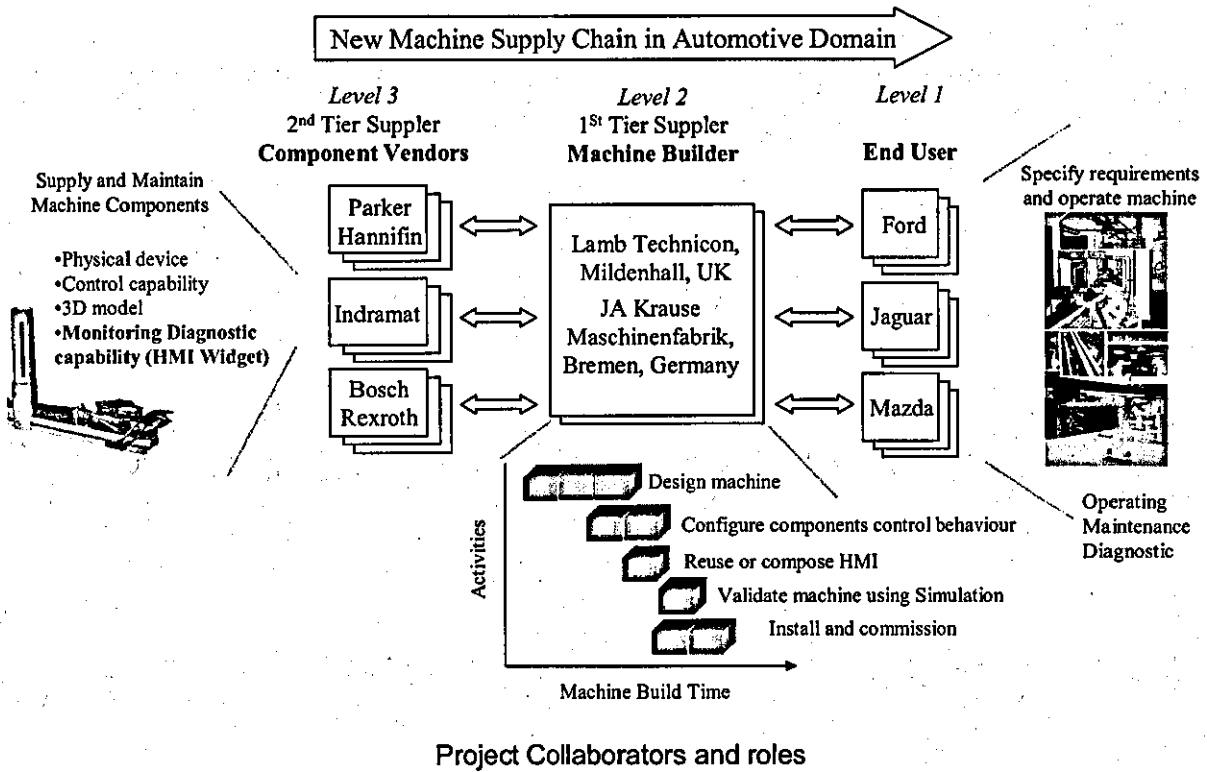 New Machine Supply Chain in Automotive Domain
Level 3
2nd Tier Suppler
Component Vendors
Level 2
1St Tier Suppler
Machine Builder
Level 1
End User
Supply and Maintain
Machine Components
•Physical device
•Control capability
•3D model
•Monitoring Diagnostic
capability (HMI Widget)
Parker
Hannifin
Indramat
Bosch
Rexroth
Lamb Technicon,
Mildenhall, UK
JA Krause
Maschinenfabrik,
Bremen, Germany
Ford
Jaguar
Mazda
Specify requirements
and operate machine
Operating
Maintenance
Diagnostic
Activities
Design machine
Configure components control behaviour
Reuse or compose HMI
Validate machine using Simulation
Install and commission
Machine Build Time
Project Collaborators and roles